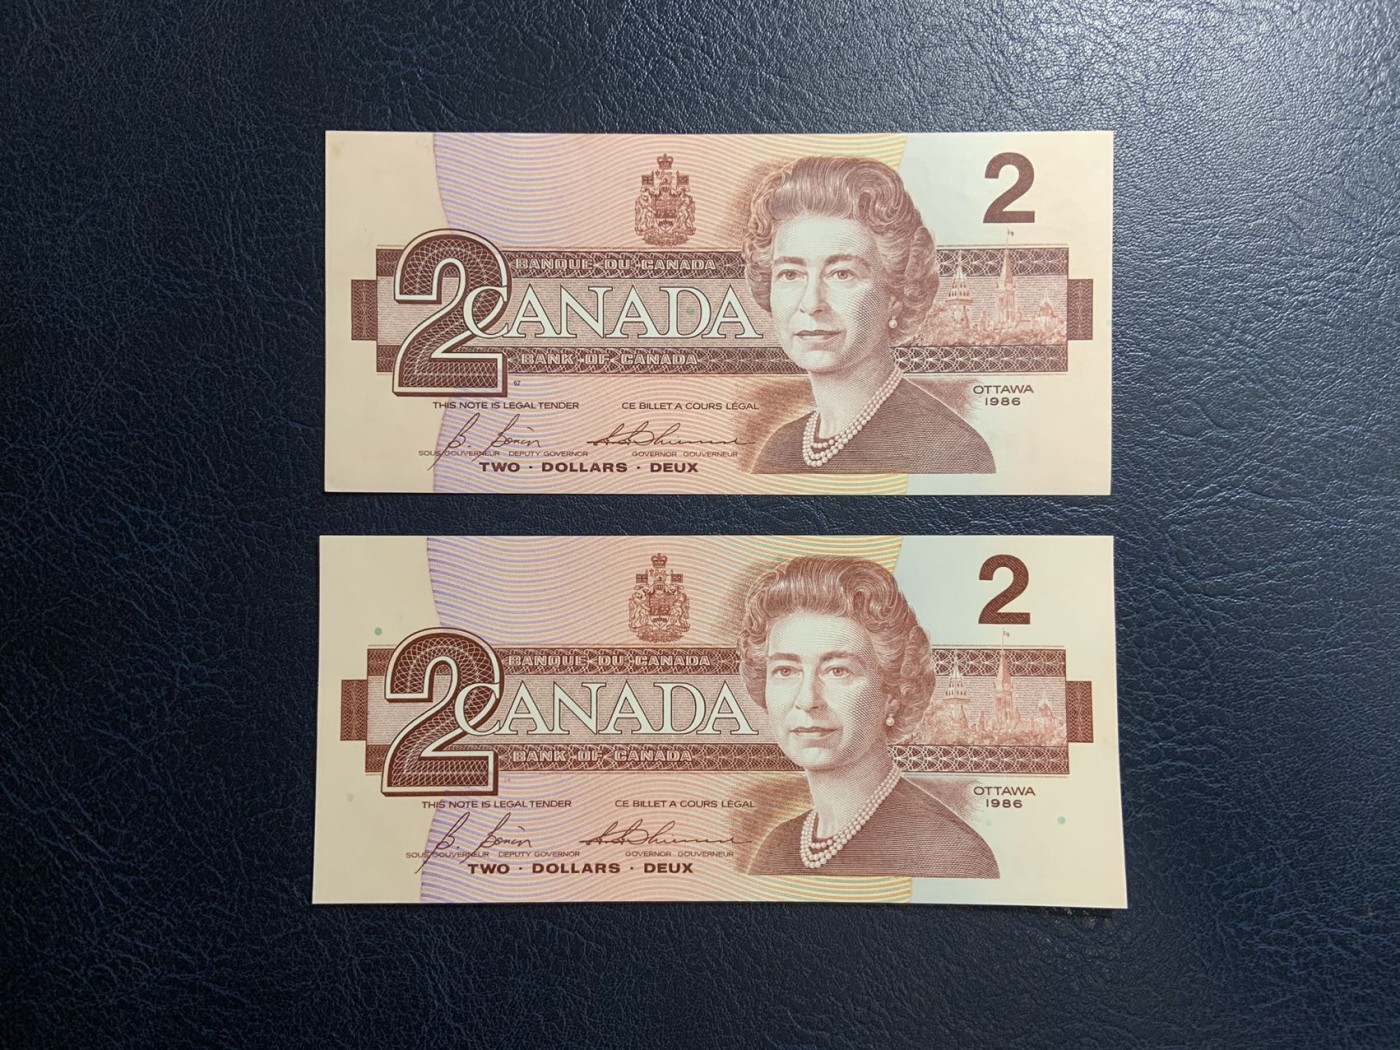 2
BANQUE DU CANADA
2 CANADA
BANK OF CANADA
67
OTTAWA
1986
THIS NOTE IS LEGAL TENDER CE BILLET A COURS LÉGAL
SOUS GOUVERNEUR DEPUTY GOVERNOR GOVERNOR GOUVERNEUR
TWO · DOLLARS · DEUX
2
BANQUE DU CANADA
2 CANADA
BANK OF CANADA
OTTAWA
1986
THIS NOTE IS LEGAL TENDER CE BILLET A COURS LÉGAL
SOUS GOUVERNEUR DEPUTY GOVERNOR GOVERNOR GOUVERNEUR
TWO · DOLLARS · DEUX